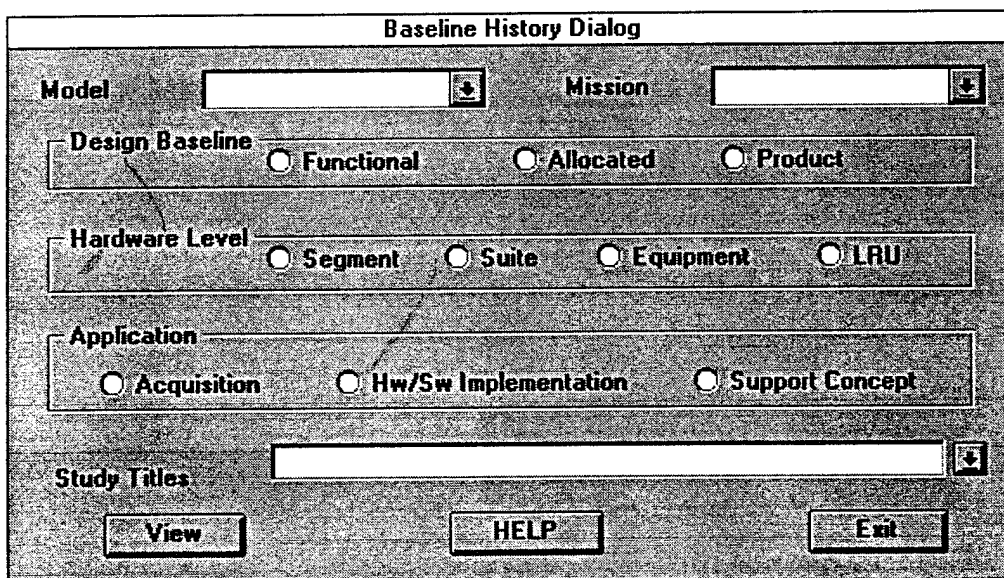 Baseline History Dialog
Model Mission
Design Baseline
Functional Allocated Product
Hardware Level
Segment Suite Equipment LRU
Application
Acquisition Hw/Sw Implementation Support Concept
Study Titles
View HELP Exit